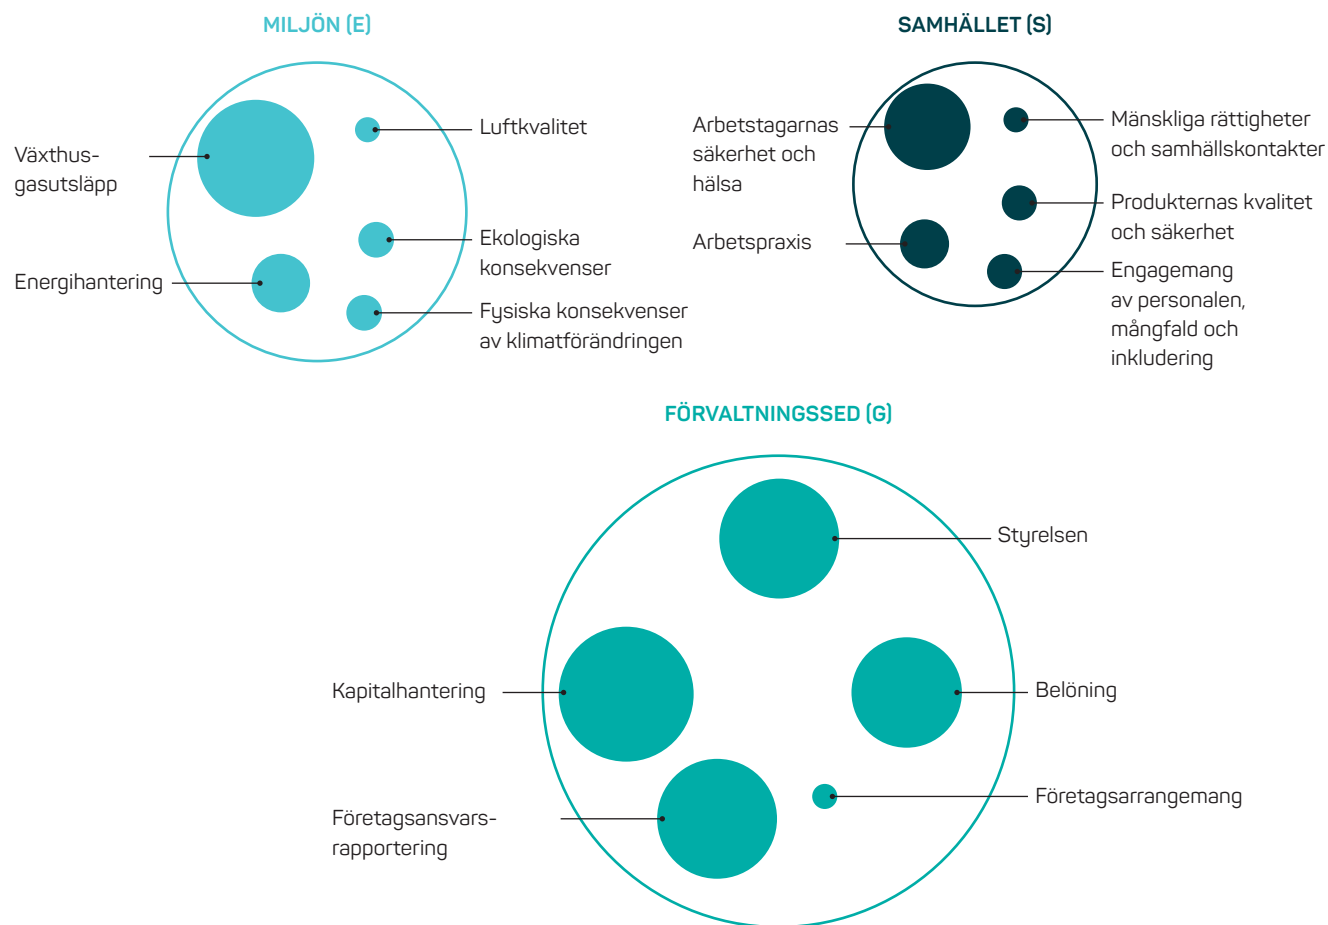 MILJÖN (E)
Växthus-
gasutsläpp
Energihantering
Luftkvalitet
Ekologiska
konsekvenser
Fysiska konsekvenser
av klimatförändringen
SAMHÄLLET (S)
Arbetstagarnas
säkerhet och
hälsa
Arbetspraxis
Mänskliga rättigheter
och samhällskontakter
Produkternas kvalitet
och säkerhet
Engagemang
av personalen,
mångfald och
inkludering
FÖRVALTNINGSSED (G)
Styrelsen
Kapitalhantering
Belöning
Företagsarrangemang
Företagsansvars-
rapportering